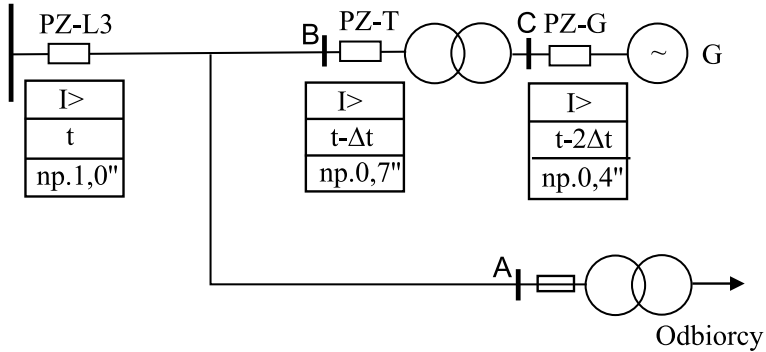 PZ-L3
B
PZ-T
C
PZ-G
~
G
I>
t
np.1,0"
I>
t-Δt
np.0,7"
I>
t-2Δt
np.0,4"
A
Odbiorcy